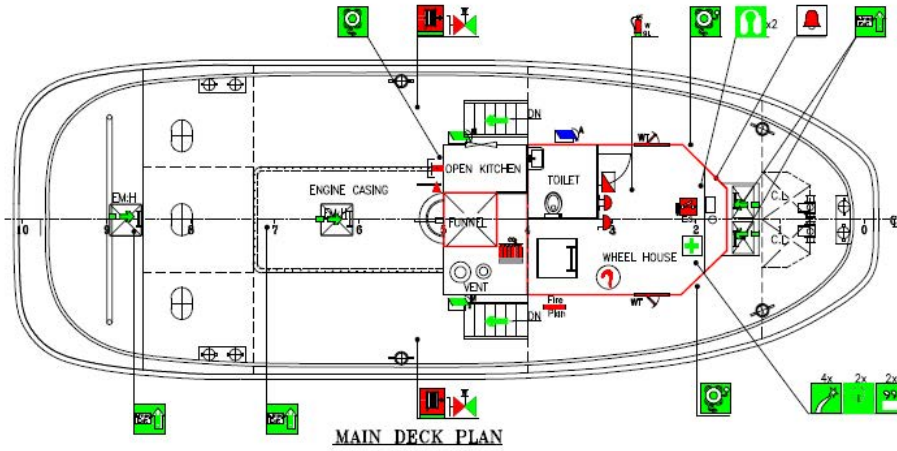 x2
W
9L
DN
A
WT
OPEN KITCHEN
TOILET
ENGINE CASING
EM.H
EM.H
C.L
FUNNEL
10
9
8
7
6
5
4
3
2
0
WHEEL HOUSE
C.L
VENT
Fire
Plan
WT
DN
4x
2x
2x
MAIN DECK PLAN